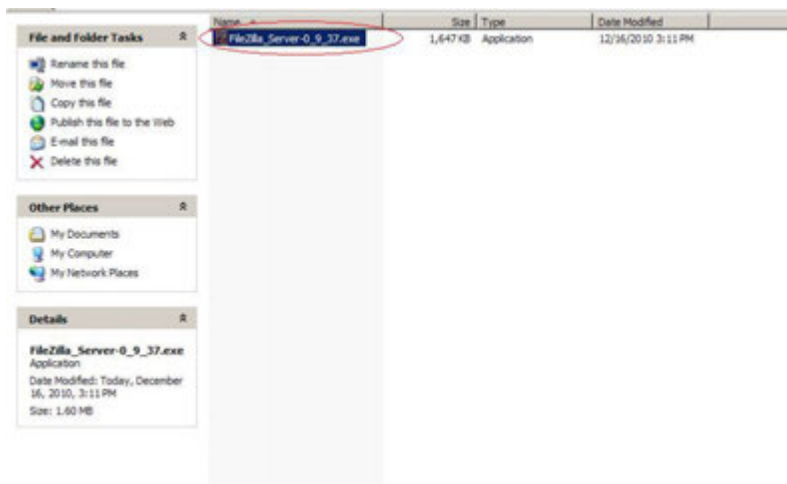 Name Size Type Date Modified
FileZilla_Server-0_9_37.exe 1,647 KB Application 12/16/2010 3:11 PM
File and Folder Tasks
Rename this file
Move this file
Copy this file
Publish this file to the Web
E-mail this file
Delete this file
Other Places
My Documents
My Computer
My Network Places
Details
FileZilla_Server-0_9_37.exe
Application
Date Modified: Today, December
16, 2010, 3:11 PM
Size: 1.60 MB